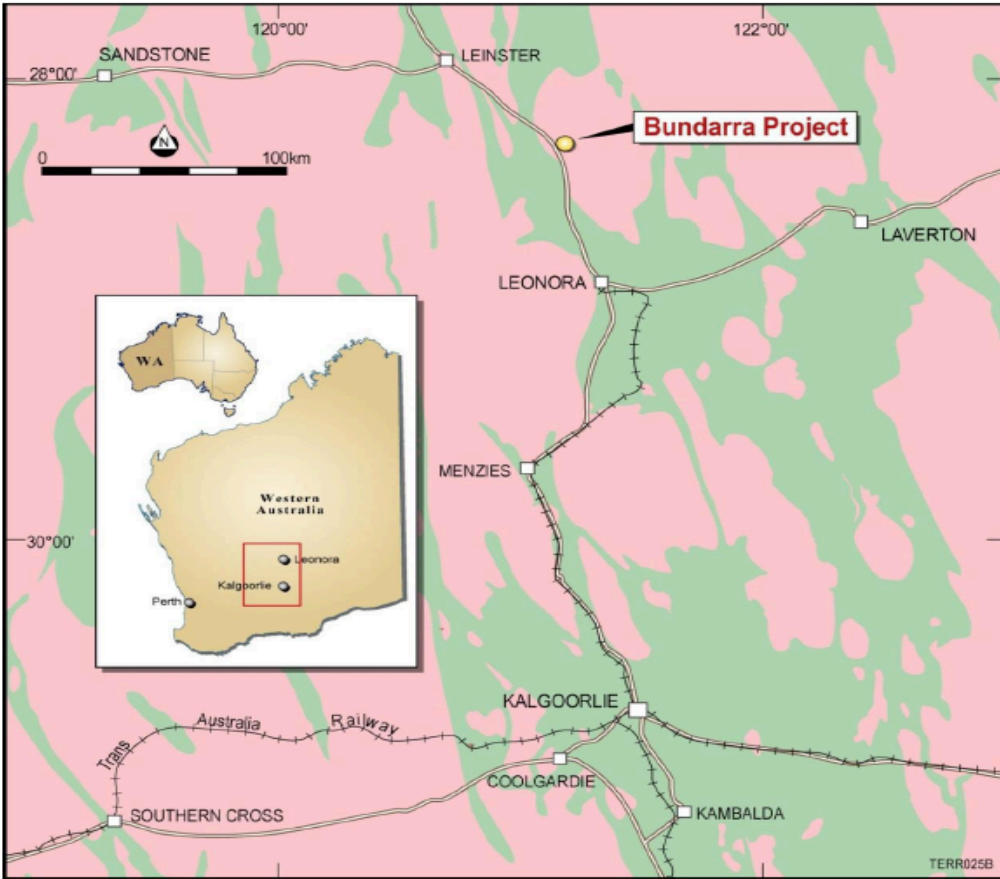 120°00'
122°00'
SANDSTONE
LEINSTER
28°00'
N
0
100km
Bundarra Project
LAVERTON
LEONORA
WA
MENZIES
Western
Australia
30°00'
Leonora
Kalgoorlie
Perth
KALGOORLIE
Trans Australia Railway
COOLGARDIE
SOUTHERN CROSS
KAMBALDA
TERR025B